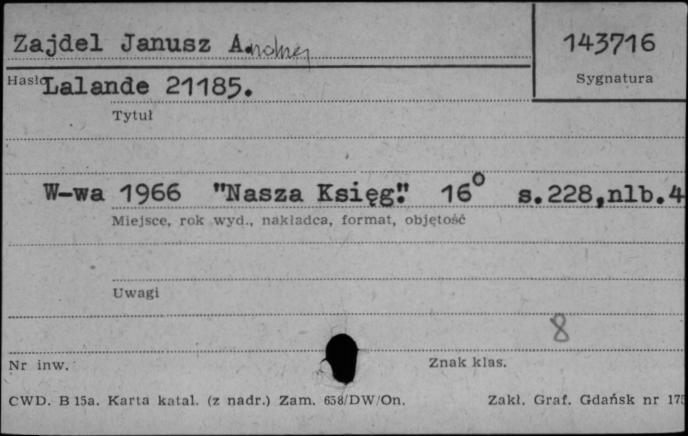 Zajdel Janusz A.ndrzej
143716
Hasło
Sygnatura
Lalande 21185.
Tytuł
W-wa 1966 "Nasza Księg." 16° s.228,nlb.4
Miejsce, rok wyd., nakładca, format, objętość
Uwagi
8
Nr inw.
Znak klas.
CWD. B 15a. Karta katal. (z nadr.) Zam. 658/DW/On.
Zakł. Graf. Gdańsk nr 175